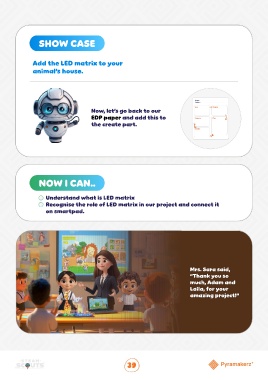 SHOW CASE
Add the LED matrix to your
animal's house.
Now, let's go back to our
EDP paper and add this to
the create part.
NOW I CAN..
Understand what is LED matrix
Recognise the role of LED matrix in our project and connect it
on smartpad.
Mrs. Sara said,
"Thank you so
much, Adam and
Laila, for your
amazing project!"
39
Pyramakers